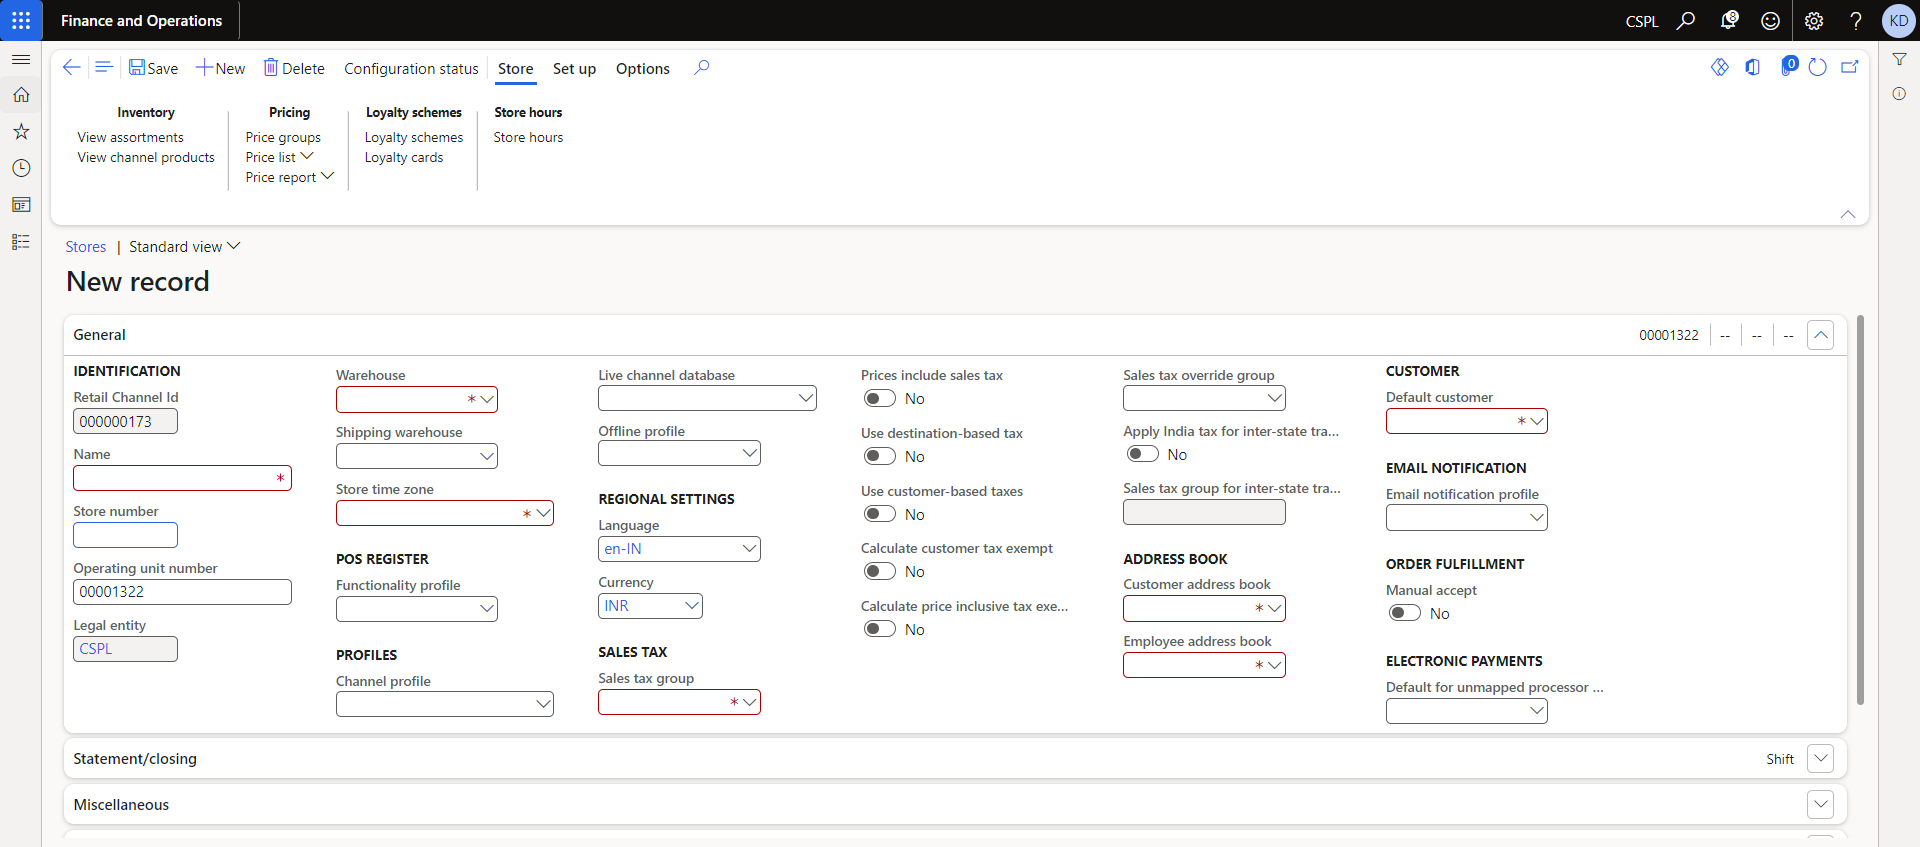 Finance and Operations
CSPL
8
KD
Save
New
Delete
Configuration status
Store
Set up
Options
0
Inventory
View assortments
View channel products
Pricing
Price groups
Price list
Price report
Loyalty schemes
Loyalty schemes
Loyalty cards
Store hours
Store hours
Stores | Standard view
New record
General
00001322
--
--
--
IDENTIFICATION
Retail Channel Id
000000173
Name
*
Store number
Operating unit number
00001322
Legal entity
CSPL
Warehouse
*
Shipping warehouse
Store time zone
*
POS REGISTER
Functionality profile
PROFILES
Channel profile
Live channel database
Offline profile
REGIONAL SETTINGS
Language
en-IN
Currency
INR
SALES TAX
Sales tax group
*
Prices include sales tax
No
Use destination-based tax
No
Use customer-based taxes
No
Calculate customer tax exempt
No
Calculate price inclusive tax exe...
No
Sales tax override group
Apply India tax for inter-state tra...
No
Sales tax group for inter-state tra...
ADDRESS BOOK
Customer address book
*
Employee address book
*
CUSTOMER
Default customer
*
EMAIL NOTIFICATION
Email notification profile
ORDER FULFILLMENT
Manual accept
No
ELECTRONIC PAYMENTS
Default for unmapped processor ...
Statement/closing
Shift
Miscellaneous